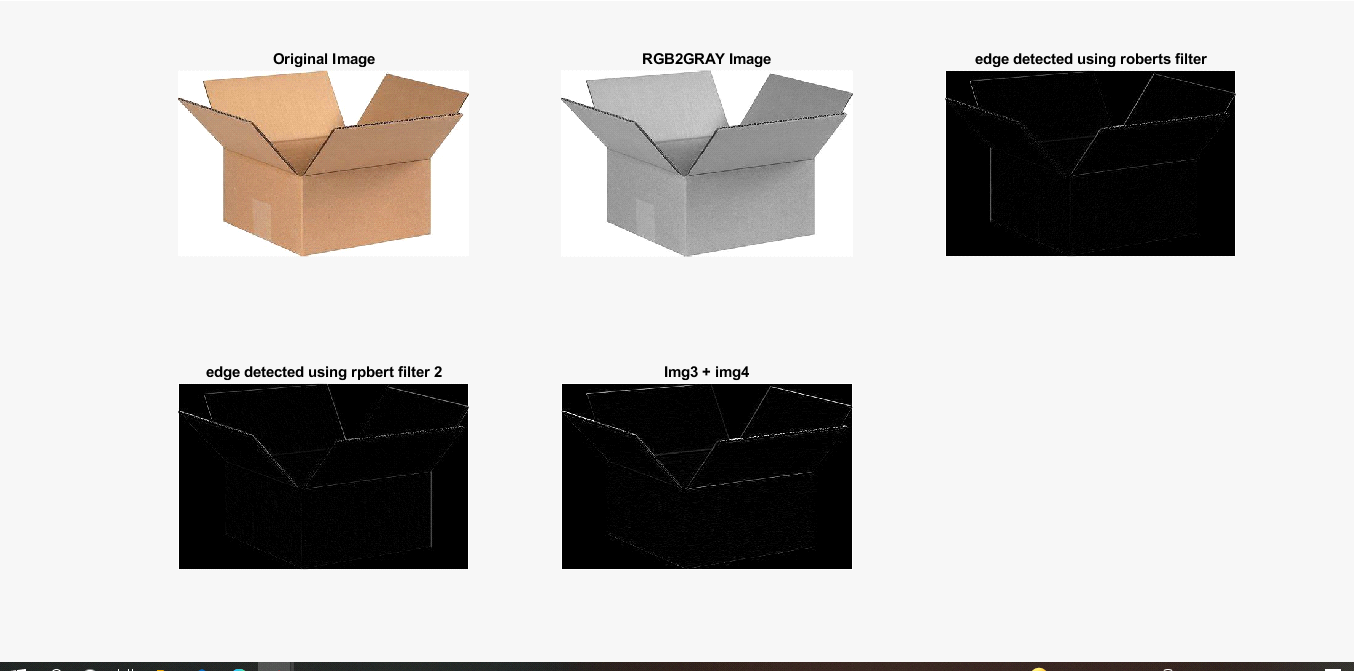 Original Image
RGB2GRAY Image
edge detected using roberts filter
edge detected using rpbert filter 2
Img3 + img4